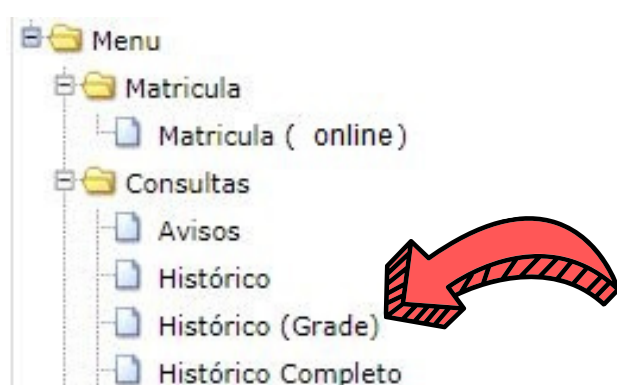 Menu
Matricula
Matricula ( online)
Consultas
Avisos
Histórico
Histórico (Grade)
Histórico Completo